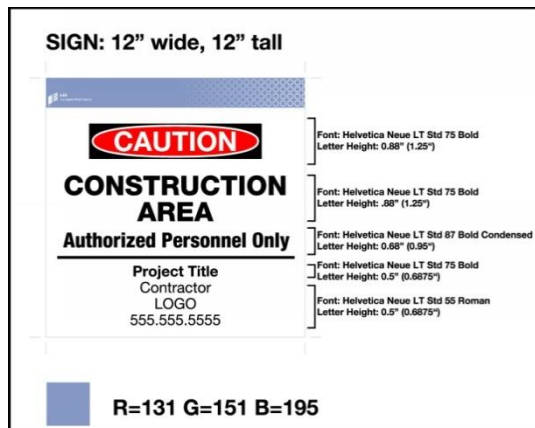 SIGN: 12” wide, 12” tall
CAUTION
CONSTRUCTION
AREA
Authorized Personnel Only
Project Title
Contractor
LOGO
555.555.5555
Font: Helvetica Neue LT Std 75 Bold
Letter Height: 0.88” (1.25“)
Font: Helvetica Neue LT Std 75 Bold
Letter Height: .88” (1.25“)
Font: Helvetica Neue LT Std 87 Bold Condensed
Letter Height: 0.68” (0.95“)
Font: Helvetica Neue LT Std 75 Bold
Letter Height: 0.5” (0.6875“)
Font: Helvetica Neue LT Std 55 Roman
Letter Height: 0.5” (0.6875“)
R=131 G=151 B=195